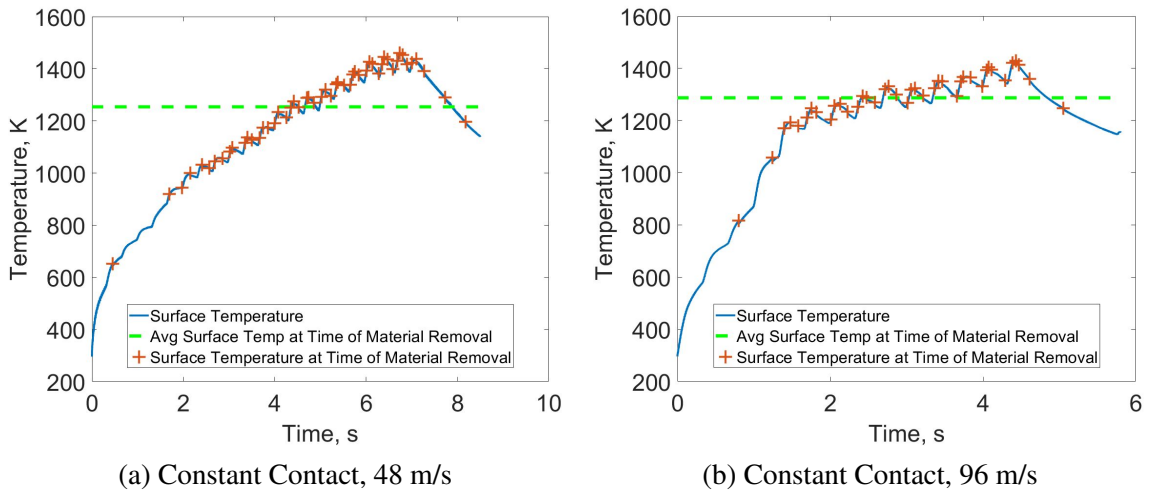 1600
1400
1200
1000
800
600
400
200
0
2
4
6
8
10
Temperature, K
Time, s
Surface Temperature
Avg Surface Temp at Time of Material Removal
Surface Temperature at Time of Material Removal
(a) Constant Contact, 48 m/s
1600
1400
1200
1000
800
600
400
200
0
2
4
6
Temperature, K
Time, s
Surface Temperature
Avg Surface Temp at Time of Material Removal
Surface Temperature at Time of Material Removal
(b) Constant Contact, 96 m/s